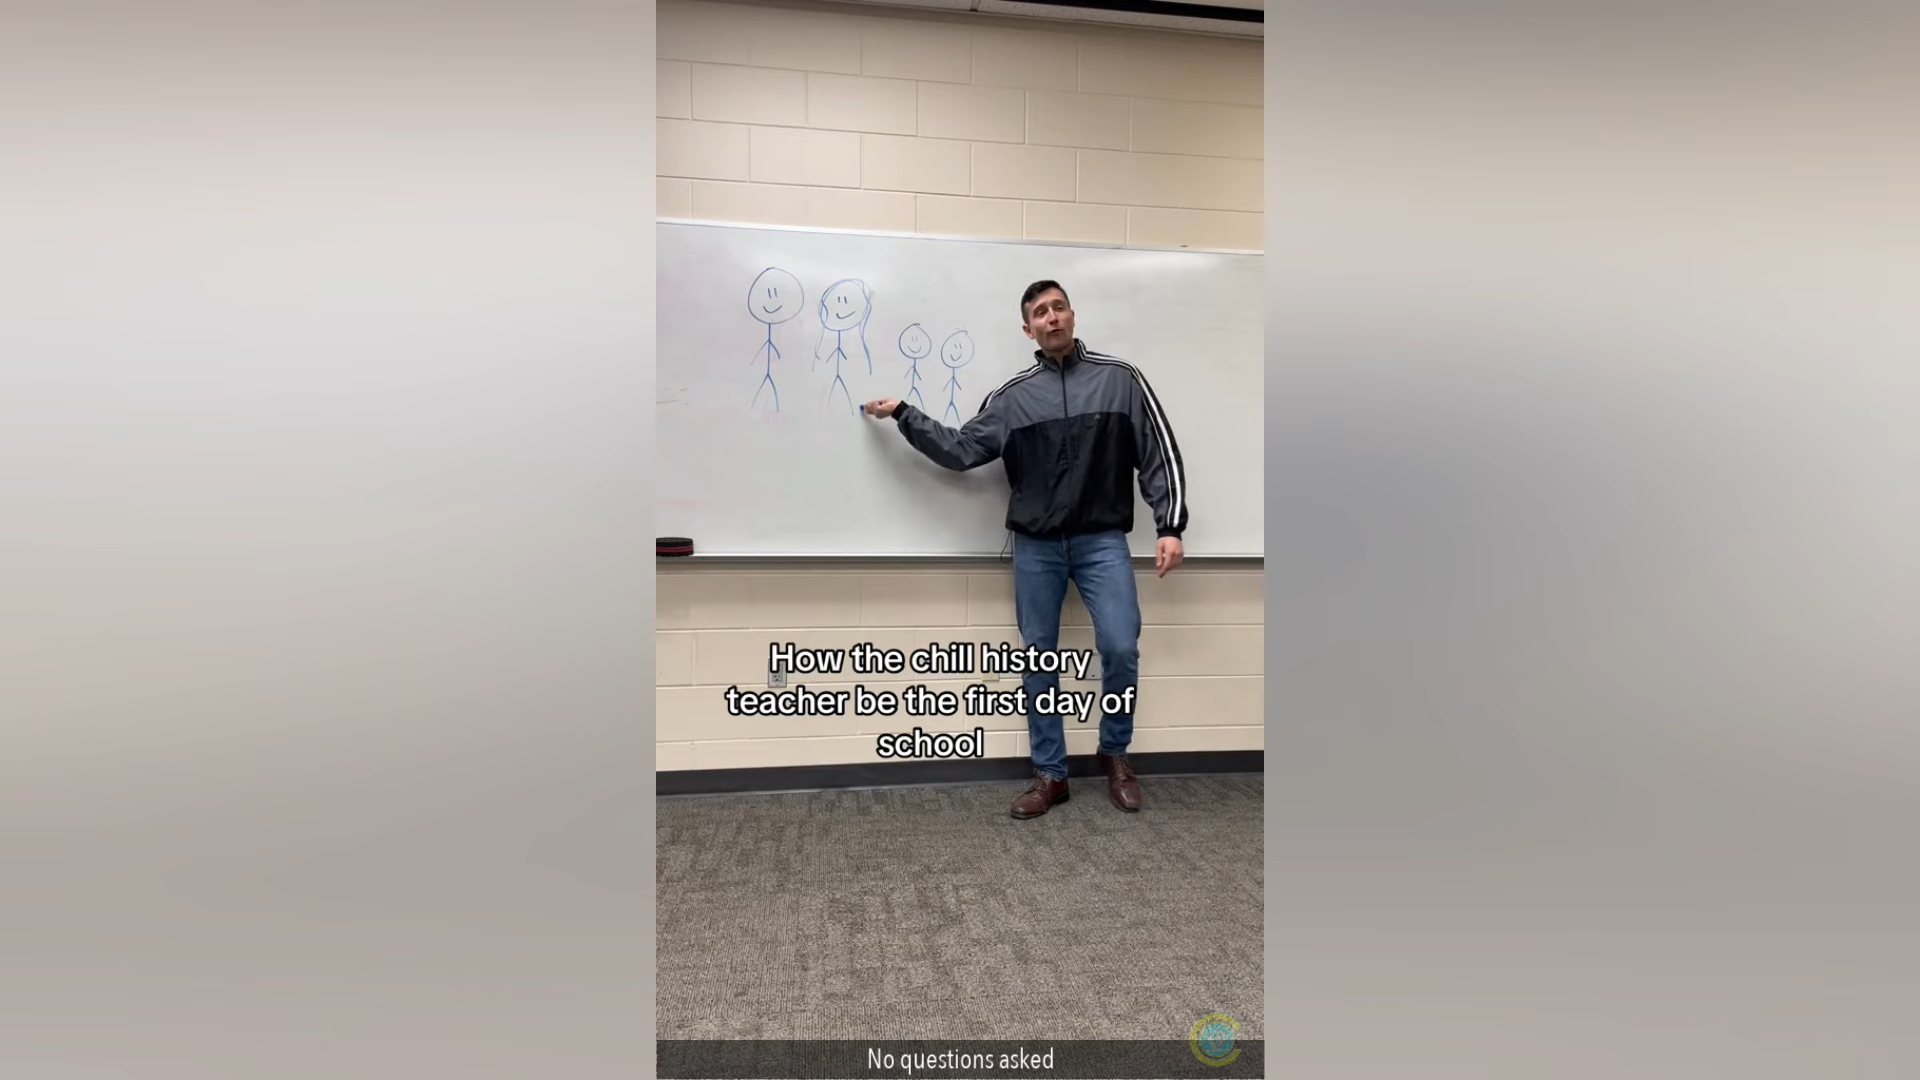 How the chill history
teacher be the first day of
school
No questions asked